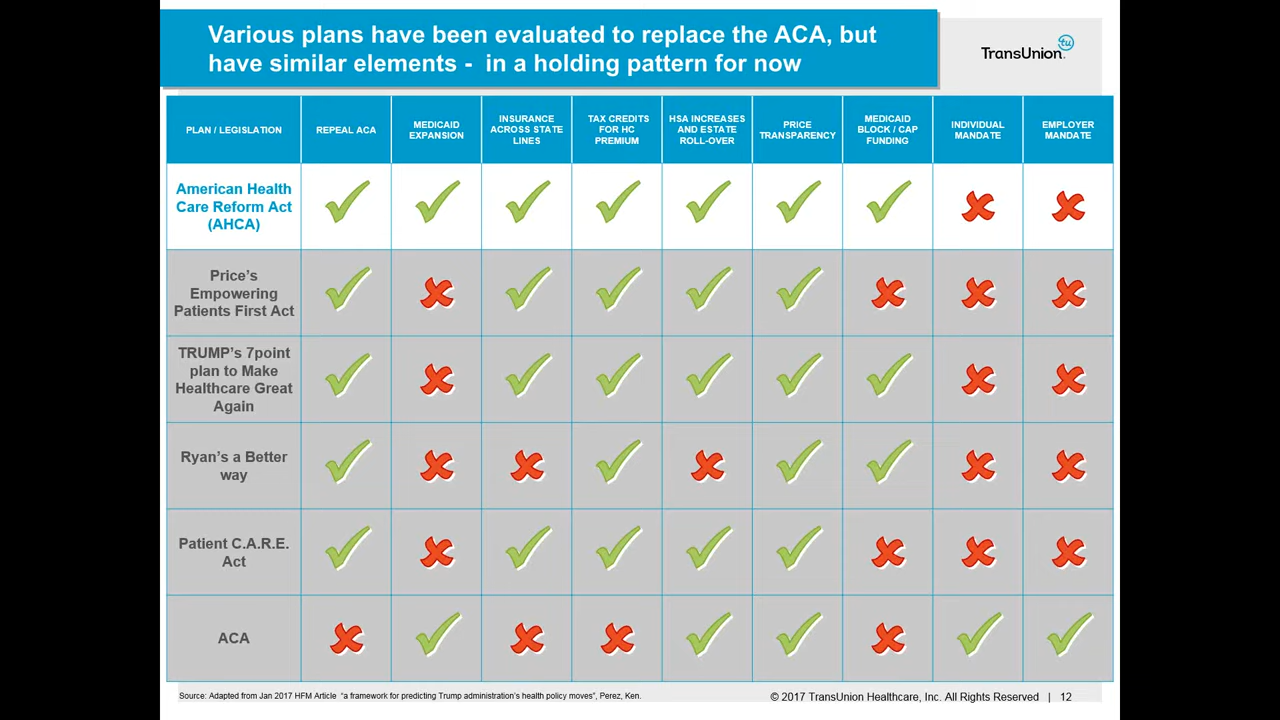 Various plans have been evaluated to replace the ACA, but
have similar elements - in a holding pattern for now
TransUnion
tu
PLAN / LEGISLATION
REPEAL ACA
MEDICAID
EXPANSION
INSURANCE
ACROSS STATE
LINES
TAX CREDITS
FOR HC
PREMIUM
HSA INCREASES
AND ESTATE
ROLL-OVER
PRICE
TRANSPARENCY
MEDICAID
BLOCK / CAP
FUNDING
INDIVIDUAL
MANDATE
EMPLOYER
MANDATE
American Health
Care Reform Act
(AHCA)
Price's
Empowering
Patients First Act
TRUMP's 7point
plan to Make
Healthcare Great
Again
Ryan's a Better
way
Patient C.A.R.E.
Act
ACA
Source: Adapted from Jan 2017 HFM Article "a framework for predicting Trump administration's health policy moves", Perez, Ken.
© 2017 TransUnion Healthcare, Inc. All Rights Reserved | 12